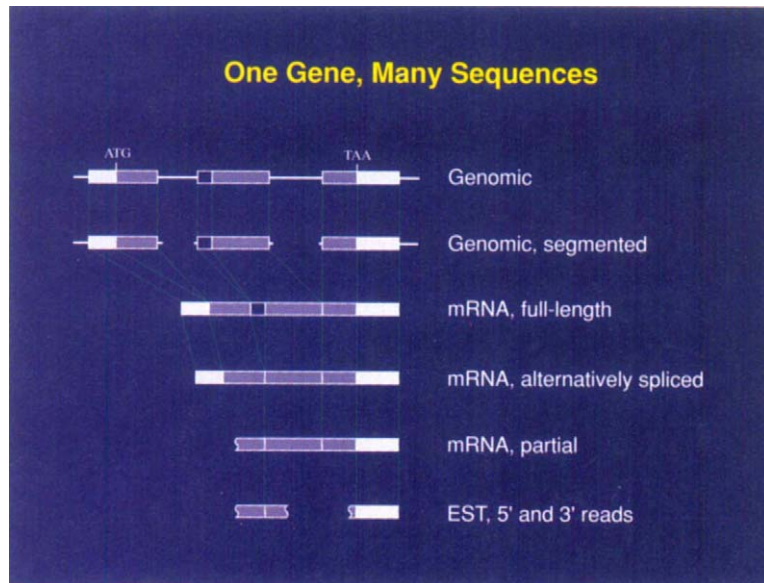 One Gene, Many Sequences
ATG TAA
Genomic
Genomic, segmented
mRNA, full-length
mRNA, alternatively spliced
mRNA, partial
EST, 5' and 3' reads